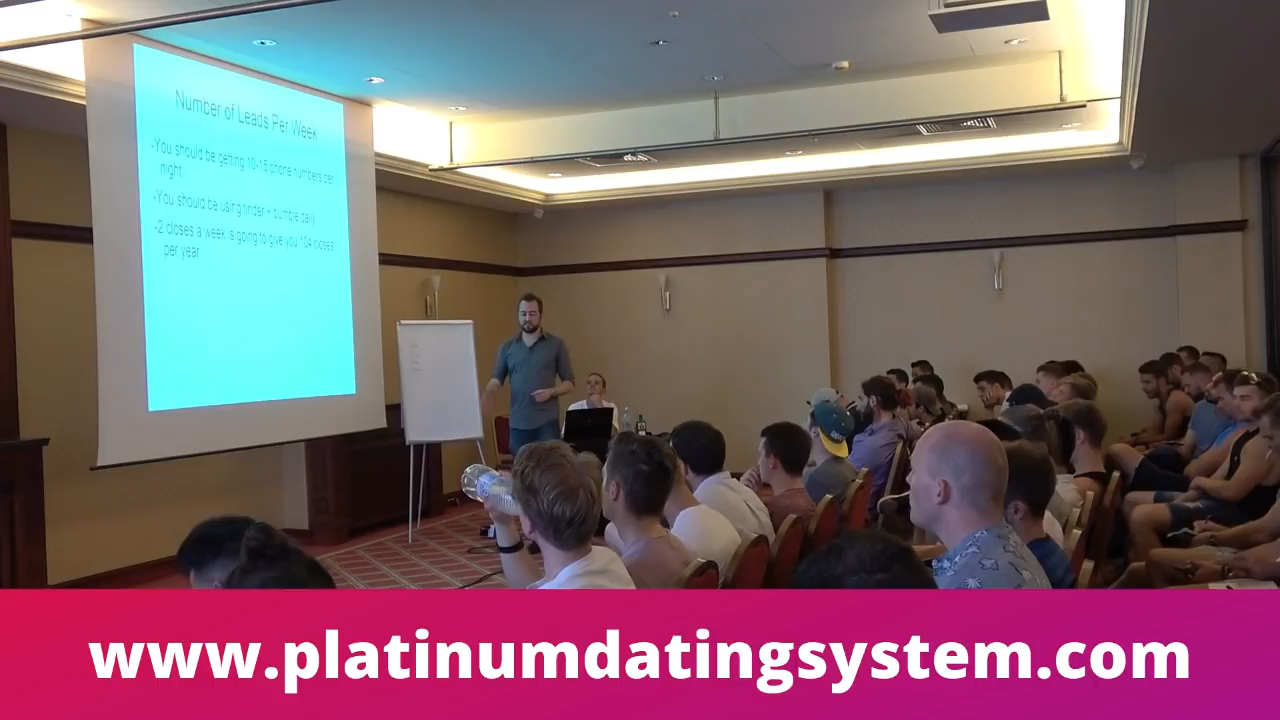 Number of Leads Per Week
-You should be getting 10-15 phone numbers per
night
-You should be using tinder + bumble daily
-2 closes a week is going to give you 104 closes
per year
www.platinumdatingsystem.com